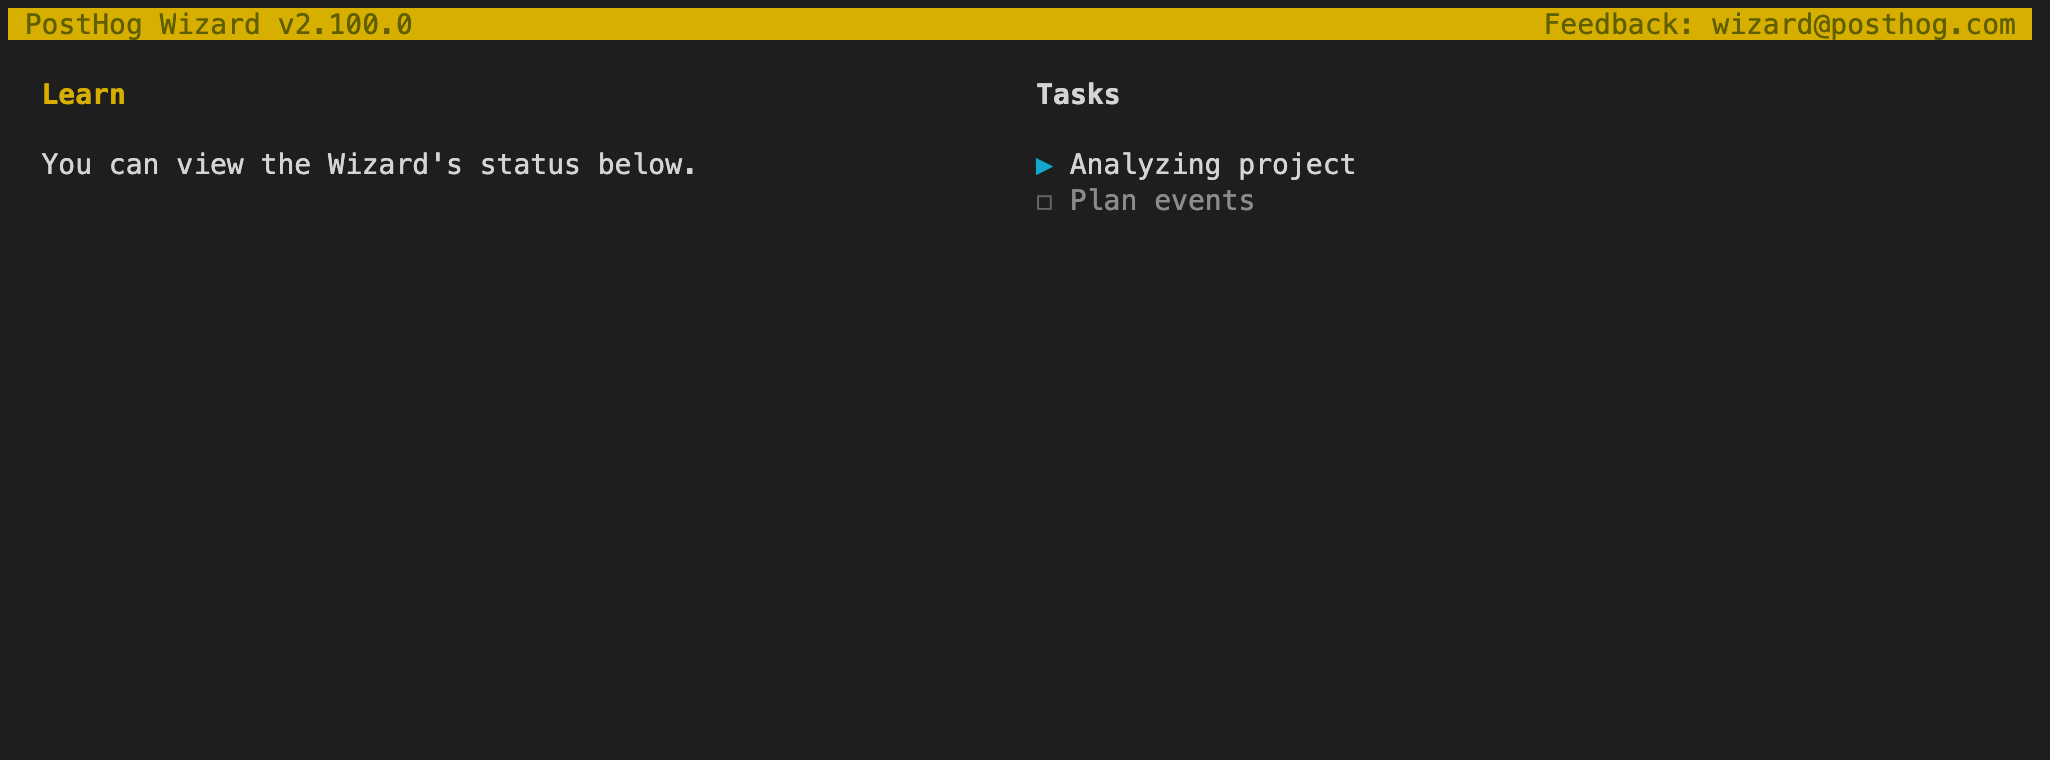 PostHog Wizard v2.100.0 Feedback: wizard@posthog.com
Learn
You can view the Wizard's status below.
Tasks
▶ Analyzing project
◻ Plan events